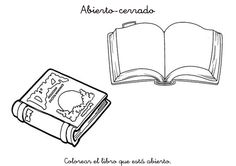 Abierto-cerrado
Colorear el libro que está abierto.